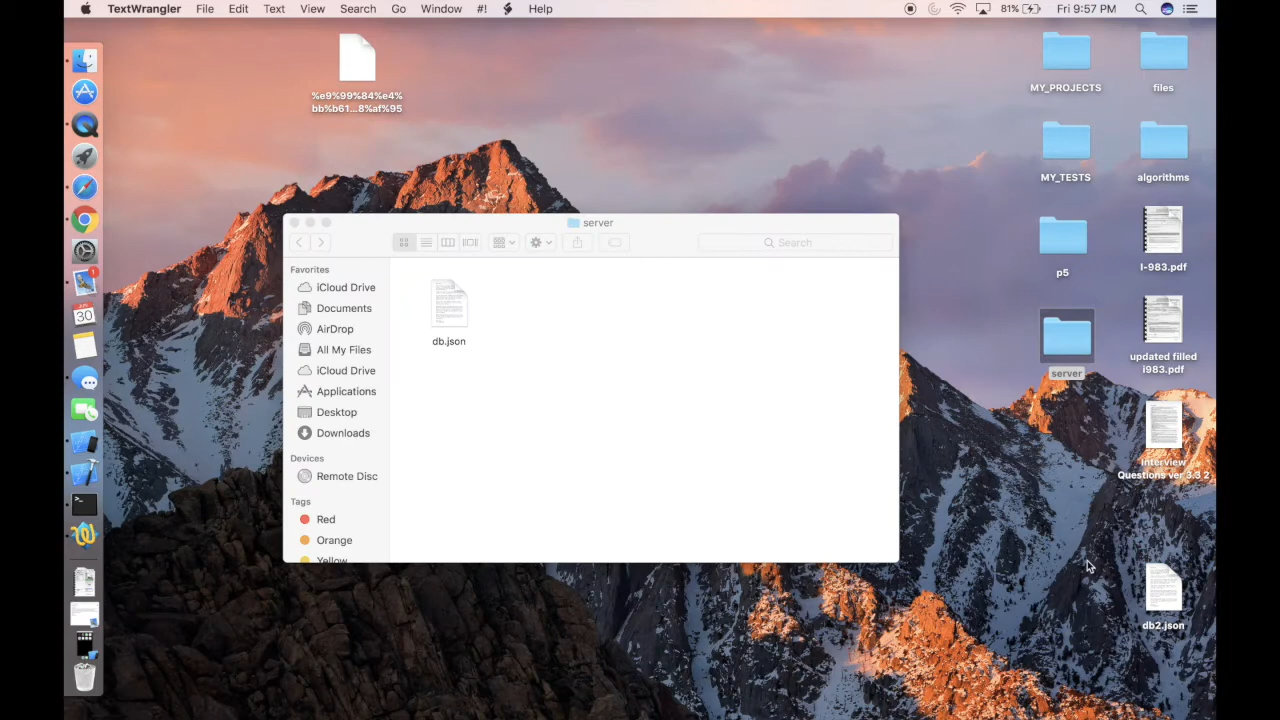 TextWrangler File Edit Text View Search Go Window #! Help 81% Fri 9:57 PM
%e9%99%84%e4%
bb%b61...8%af%95
MY_PROJECTS
files
MY_TESTS
algorithms
p5
I-983.pdf
server
updated filled
i983.pdf
Interview
Questions ver 3.3 2
db2.json
server
Search
Favorites
iCloud Drive
Documents
AirDrop
All My Files
iCloud Drive
Applications
Desktop
Downloads
Devices
Remote Disc
Tags
Red
Orange
Yellow
db.json
1
30